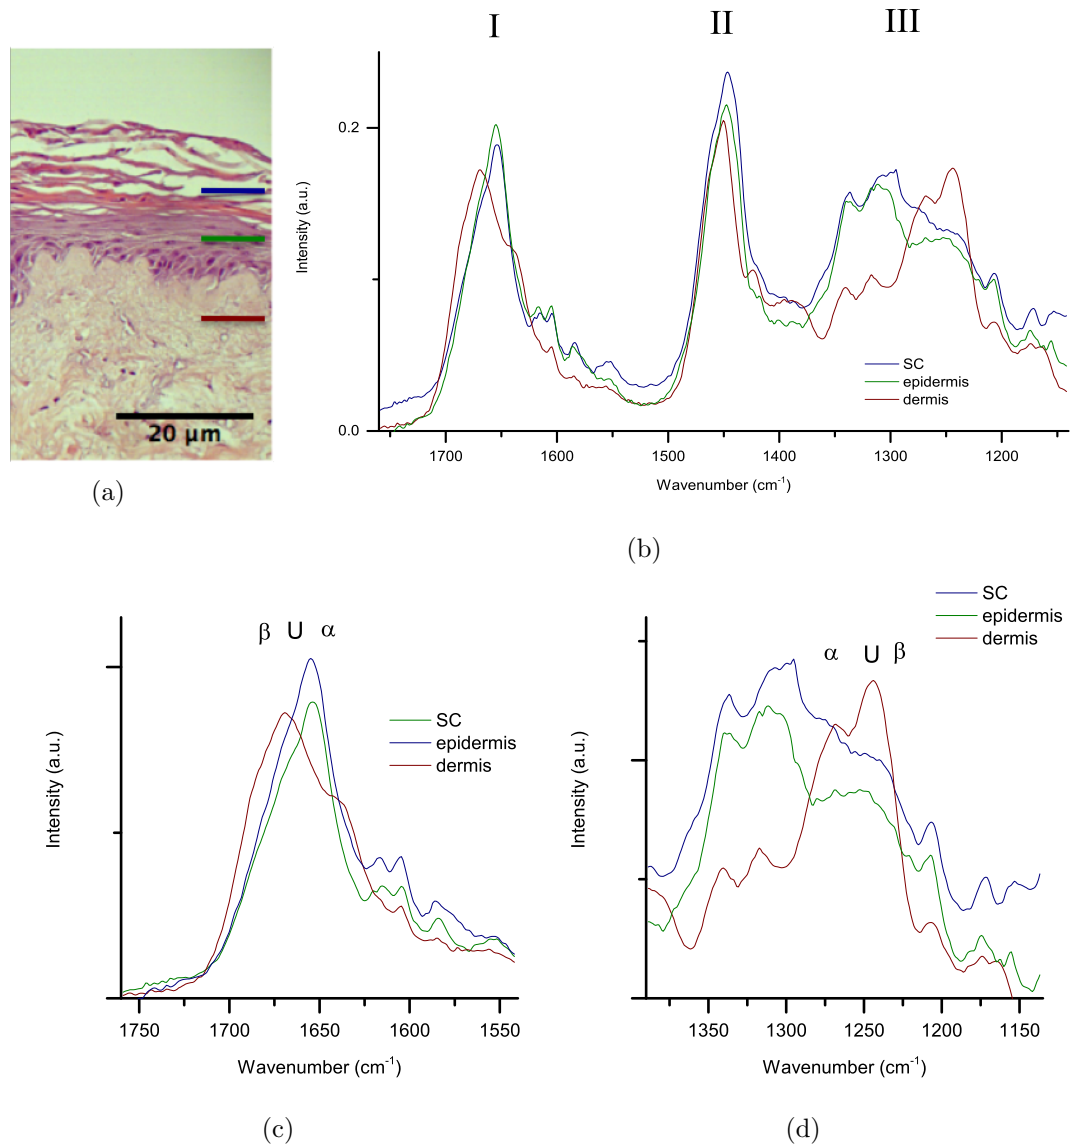 I II III
20 µm
(a)
Intensity (a.u.)
0.2
0.0
1700 1600 1500 1400 1300 1200
Wavenumber (cm-1)
SC
epidermis
dermis
(b)
β U α
Intensity (a.u.)
SC
epidermis
dermis
1750 1700 1650 1600 1550
Wavenumber (cm-1)
(c)
SC
epidermis
dermis
α U β
Intensity (a.u.)
1350 1300 1250 1200 1150
Wavenumber (cm-1)
(d)